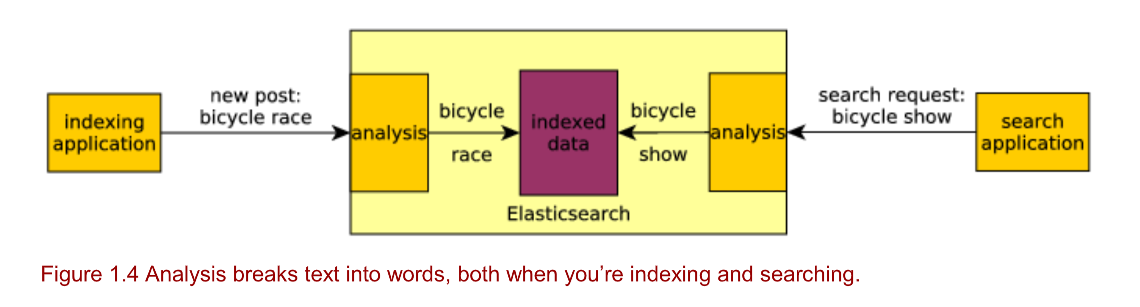 indexing
application
new post:
bicycle race
analysis
bicycle
race
indexed
data
bicycle
show
analysis
search request:
bicycle show
search
application
Elasticsearch
Figure 1.4 Analysis breaks text into words, both when you’re indexing and searching.